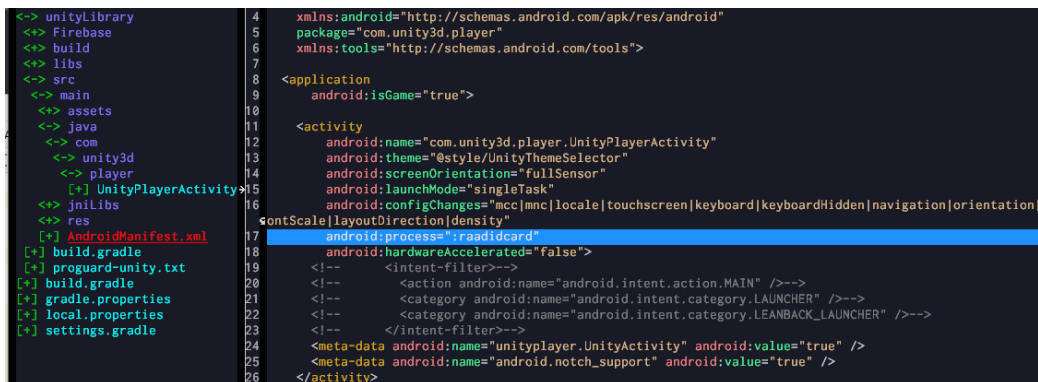 <-> unityLibrary
<+> Firebase
<+> build
<+> libs
<-> src
<-> main
<+> assets
<-> java
<-> com
<-> unity3d
<-> player
[+] UnityPlayerActivity→
<+> jniLibs
<+> res
[+] AndroidManifest.xml
[+] build.gradle
[+] proguard-unity.txt
[+] build.gradle
[+] gradle.properties
[+] local.properties
[+] settings.gradle
4 xmlns:android="http://schemas.android.com/apk/res/android"
5 package="com.unity3d.player"
6 xmlns:tools="http://schemas.android.com/tools">
7
8 <application
9 android:isGame="true">
10
11 <activity
12 android:name="com.unity3d.player.UnityPlayerActivity"
13 android:theme="@style/UnityThemeSelector"
14 android:screenOrientation="fullSensor"
15 android:launchMode="singleTask"
16 android:configChanges="mcc|mnc|locale|touchscreen|keyboard|keyboardHidden|navigation|orientation|
ontScale|layoutDirection|density"
17 android:process=":raadidcard"
18 android:hardwareAccelerated="false">
19 <!-- <intent-filter>-->
20 <!-- <action android:name="android.intent.action.MAIN" />-->
21 <!-- <category android:name="android.intent.category.LAUNCHER" />-->
22 <!-- <category android:name="android.intent.category.LEANBACK_LAUNCHER" />-->
23 <!-- </intent-filter>-->
24 <meta-data android:name="unityplayer.UnityActivity" android:value="true" />
25 <meta-data android:name="android.notch_support" android:value="true" />
26 </activity>